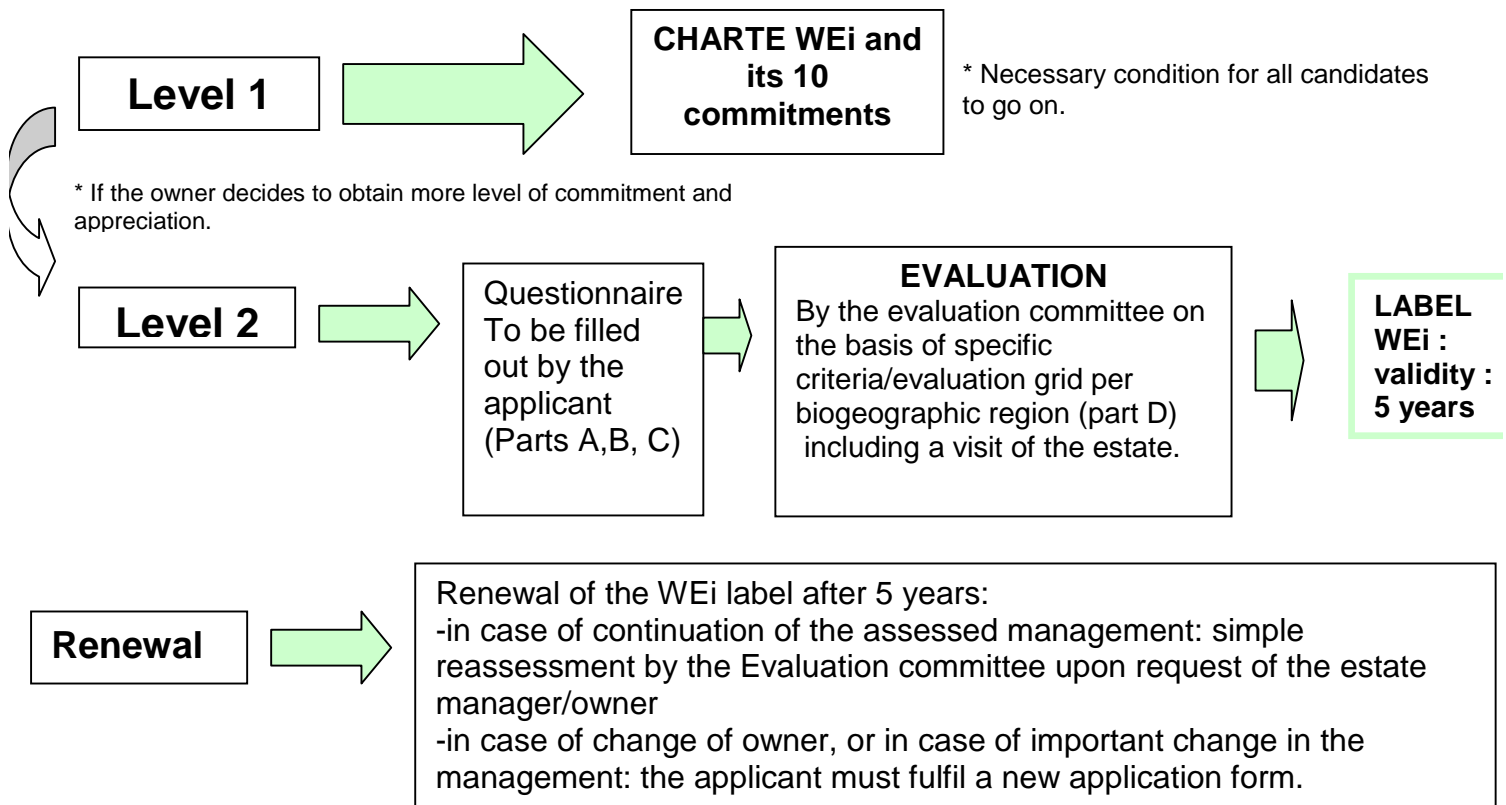 Level 1
CHARTE WEi and
its 10
commitments
* Necessary condition for all candidates
to go on.
* If the owner decides to obtain more level of commitment and
appreciation.
Level 2
Questionnaire
To be filled
out by the
applicant
(Parts A,B, C)
EVALUATION
By the evaluation committee on
the basis of specific
criteria/evaluation grid per
biogeographic region (part D)
including a visit of the estate.
LABEL
WEi :
validity :
5 years
Renewal
Renewal of the WEi label after 5 years:
-in case of continuation of the assessed management: simple
reassessment by the Evaluation committee upon request of the estate
manager/owner
-in case of change of owner, or in case of important change in the
management: the applicant must fulfil a new application form.